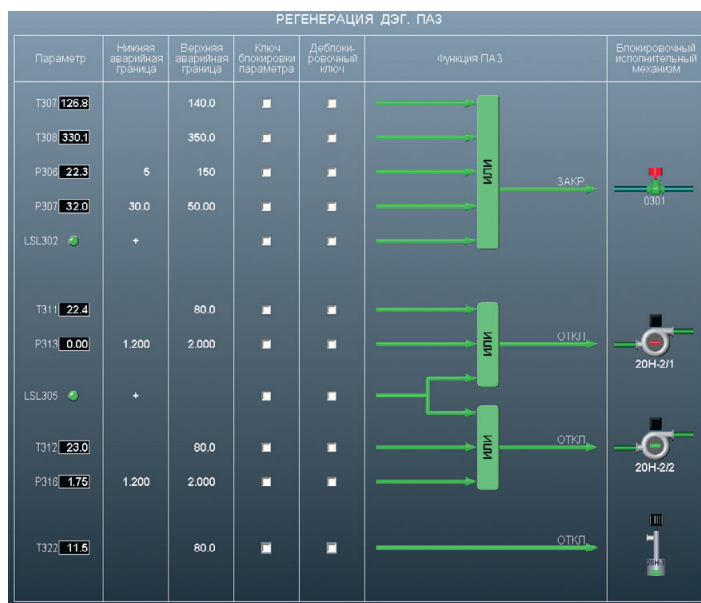 РЕГЕНЕРАЦИЯ ДЭГ. ПАЗ
Параметр
Нижняя
аварийная
граница
Верхняя
аварийная
граница
Ключ
блокировки
параметра
Деблоки-
ровочный
ключ
Функция ПАЗ
Блокировочный
исполнительный
механизм
T307 126.8 140.0
T308 330.1 350.0
P306 22.3 5 150
ИЛИ
ЗАКР
P307 32.0 30.0 50.00
0301
LSL302 +
T311 22.4 80.0
P313 0.00 1.200 2.000
ИЛИ
ОТКЛ
20Н-2/1
LSL305 +
T312 23.0 80.0
ИЛИ
ОТКЛ
20Н-2/2
P316 1.75 1.200 2.000
T322 11.5 80.0
ОТКЛ
20Н-3